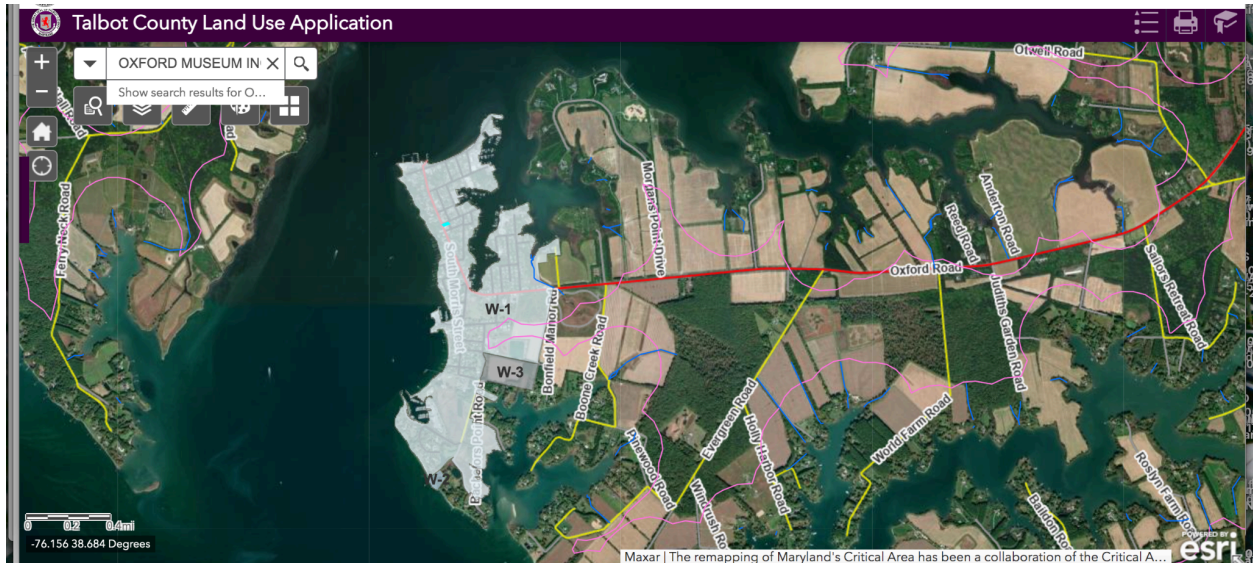 Talbot County Land Use Application
+
OXFORD MUSEUM IN
Show search results for O...
−
Otwell Road
Ferry Neck Road
South Morris Street
Morgans Point Drive
Reed Road
Anderton Road
Oxford Road
Sailors Retreat Road
W-1
Bonfield Manor Rd
Boone Creek Road
Judiths Garden Road
W-3
Evergreen Road
Holly Harbor Road
World Farm Road
Pinewood Road
Roslyn Farm
0 0.2 0.4mi
-76.156 38.684 Degrees
POWERED BY
esri
Maxar | The remapping of Maryland's Critical Area has been a collaboration of the Critical A...